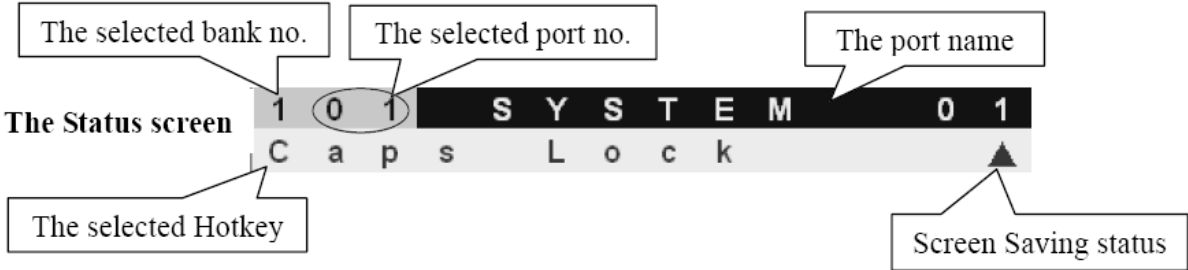 The selected bank no.
The selected port no.
The port name
The Status screen
1 0 1 S Y S T E M 0 1
C a p s L o c k ▲
The selected Hotkey
Screen Saving status